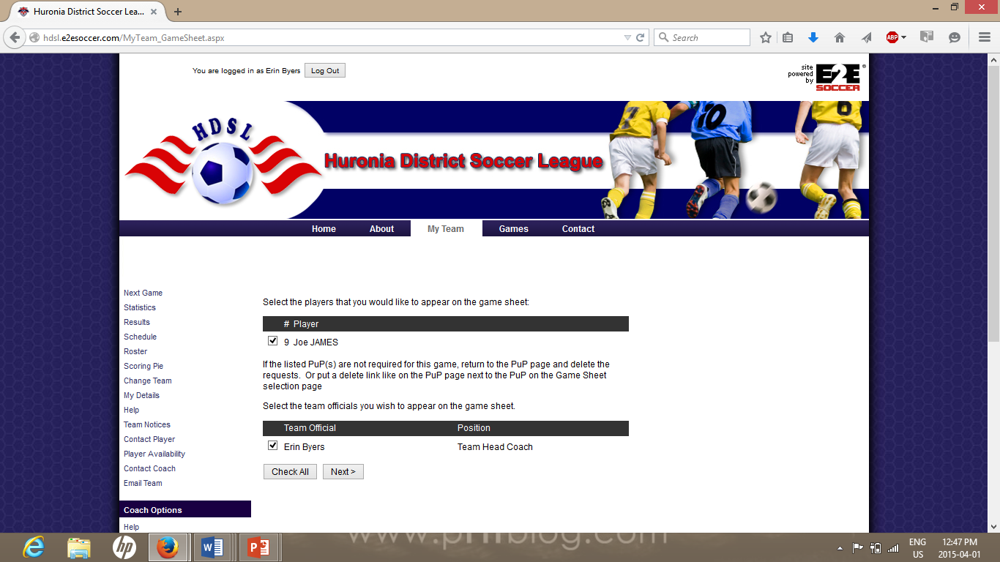 Huronia District Soccer Lea...
hdsl.e2esoccer.com/MyTeam_GameSheet.aspx
Search
ABP
You are logged in as Erin Byers
Log Out
site
powered
by
E2E
SOCCER
®
HDSL
Huronia District Soccer League
7
10
6
Home
About
My Team
Games
Contact
Next Game
Statistics
Results
Schedule
Roster
Scoring Pie
Change Team
My Details
Help
Team Notices
Contact Player
Player Availability
Contact Coach
Email Team
Coach Options
Help
Select the players that you would like to appear on the game sheet:
# Player
9 Joe JAMES
If the listed PuP(s) are not required for this game, return to the PuP page and delete the
requests. Or put a delete link like on the PuP page next to the PuP on the Game Sheet
selection page
Select the team officials you wish to appear on the game sheet.
Team Official Position
Erin Byers Team Head Coach
Check All
Next >
hp
ENG
US
12:47 PM
2015-04-01